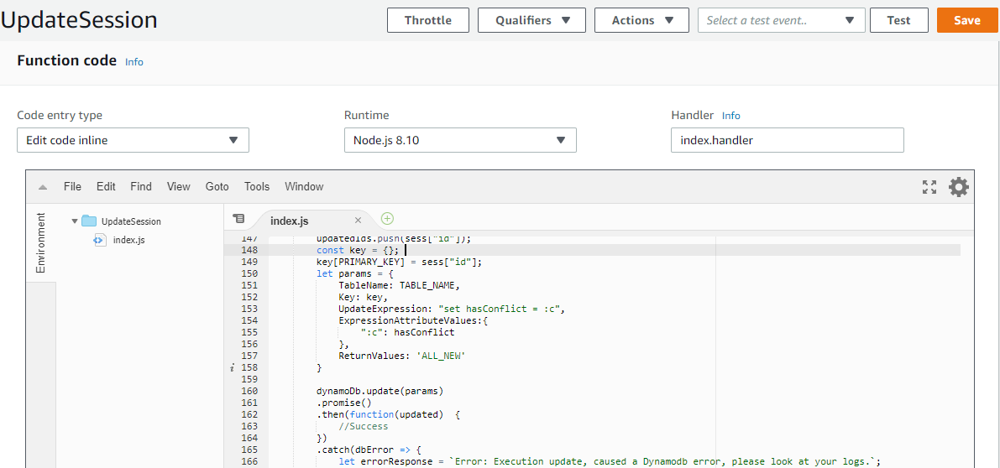 UpdateSession
Throttle
Qualifiers
Actions
Select a test event..
Test
Save
Function code Info
Code entry type
Runtime
Handler Info
Edit code inline
Node.js 8.10
index.handler
File Edit Find View Goto Tools Window
Environment
UpdateSession
index.js
index.js
147 updatedIds.push(sess["id"]);
148 const key = {};
149 key[PRIMARY_KEY] = sess["id"];
150 let params = {
151 TableName: TABLE_NAME,
152 Key: key,
153 UpdateExpression: "set hasConflict = :c",
154 ExpressionAttributeValues:{
155 ":c": hasConflict
156 },
157 ReturnValues: 'ALL_NEW'
i 158 }
159
160 dynamoDb.update(params)
161 .promise()
162 .then(function(updated) {
163 //Success
164 })
165 .catch(dbError => {
166 let errorResponse = `Error: Execution update, caused a Dynamodb error, please look at your logs.`;